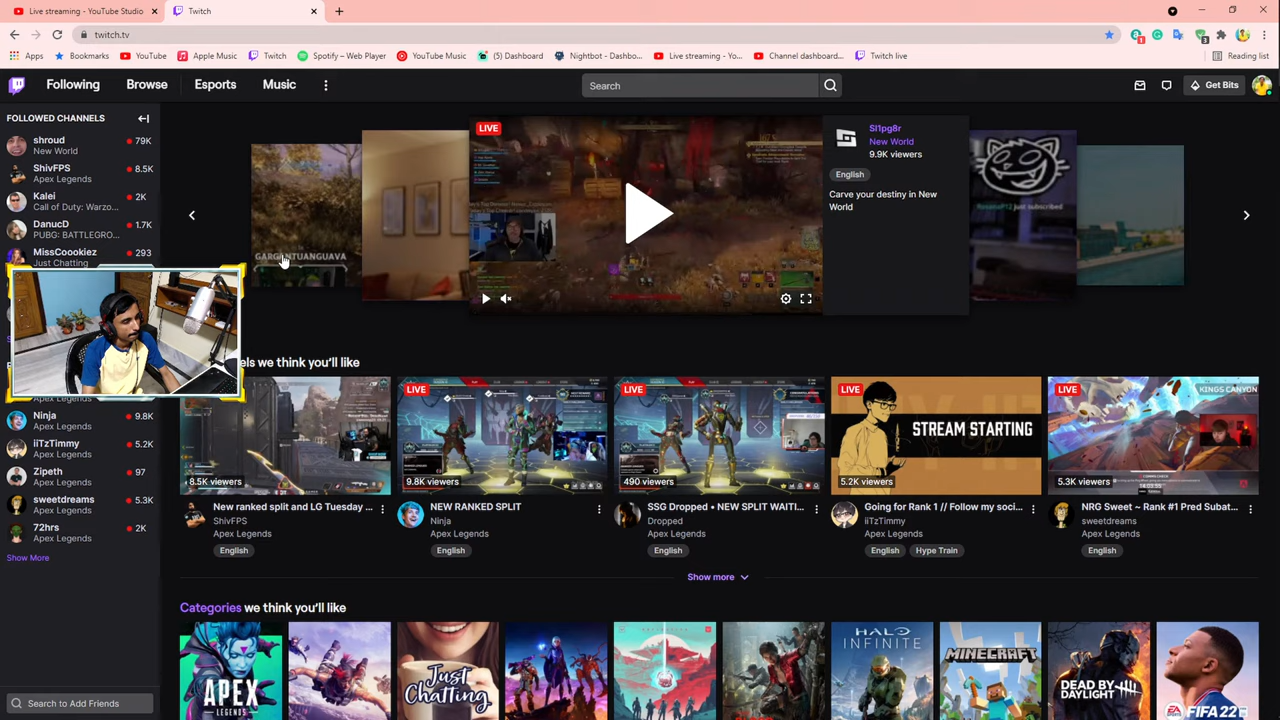 Live streaming - YouTube Studio
Twitch
twitch.tv
Apps
Bookmarks
YouTube
Apple Music
Twitch
Spotify – Web Player
YouTube Music
(5) Dashboard
Nightbot - Dashbo...
Live streaming - Yo...
Channel dashboard...
Twitch live
Reading list
Following
Browse
Esports
Music
Search
Get Bits
FOLLOWED CHANNELS
shroud
New World
79K
ShivFPS
Apex Legends
8.5K
Kalei
Call of Duty: Warzo...
2K
DanucD
PUBG: BATTLEGRO...
1.7K
MissCoookiez
Just Chatting
293
Apex Legends
Ninja
Apex Legends
9.8K
iiTzTimmy
Apex Legends
5.2K
Zipeth
Apex Legends
97
sweetdreams
Apex Legends
5.3K
72hrs
Apex Legends
2K
Show More
Search to Add Friends
GARGANTUANGUAVA
LIVE
Sl1pg8r
New World
9.9K viewers
English
Carve your destiny in New
World
just subscribed
els we think you'll like
8.5K viewers
New ranked split and LG Tuesday ...
ShivFPS
Apex Legends
English
LIVE
9.8K viewers
NEW RANKED SPLIT
Ninja
Apex Legends
English
LIVE
490 viewers
SSG Dropped • NEW SPLIT WAITI...
Dropped
Apex Legends
English
LIVE
STREAM STARTING
5.2K viewers
Going for Rank 1 // Follow my soci...
iiTzTimmy
Apex Legends
English
Hype Train
LIVE
KINGS CANYON
5.3K viewers
NRG Sweet ~ Rank #1 Pred Subat...
sweetdreams
Apex Legends
English
Show more
Categories we think you'll like
APEX
LEGENDS
JUST
CHATTING
HALO
INFINITE
MINECRAFT
DEAD BY
DAYLIGHT
EA SPORTS
FIFA 22